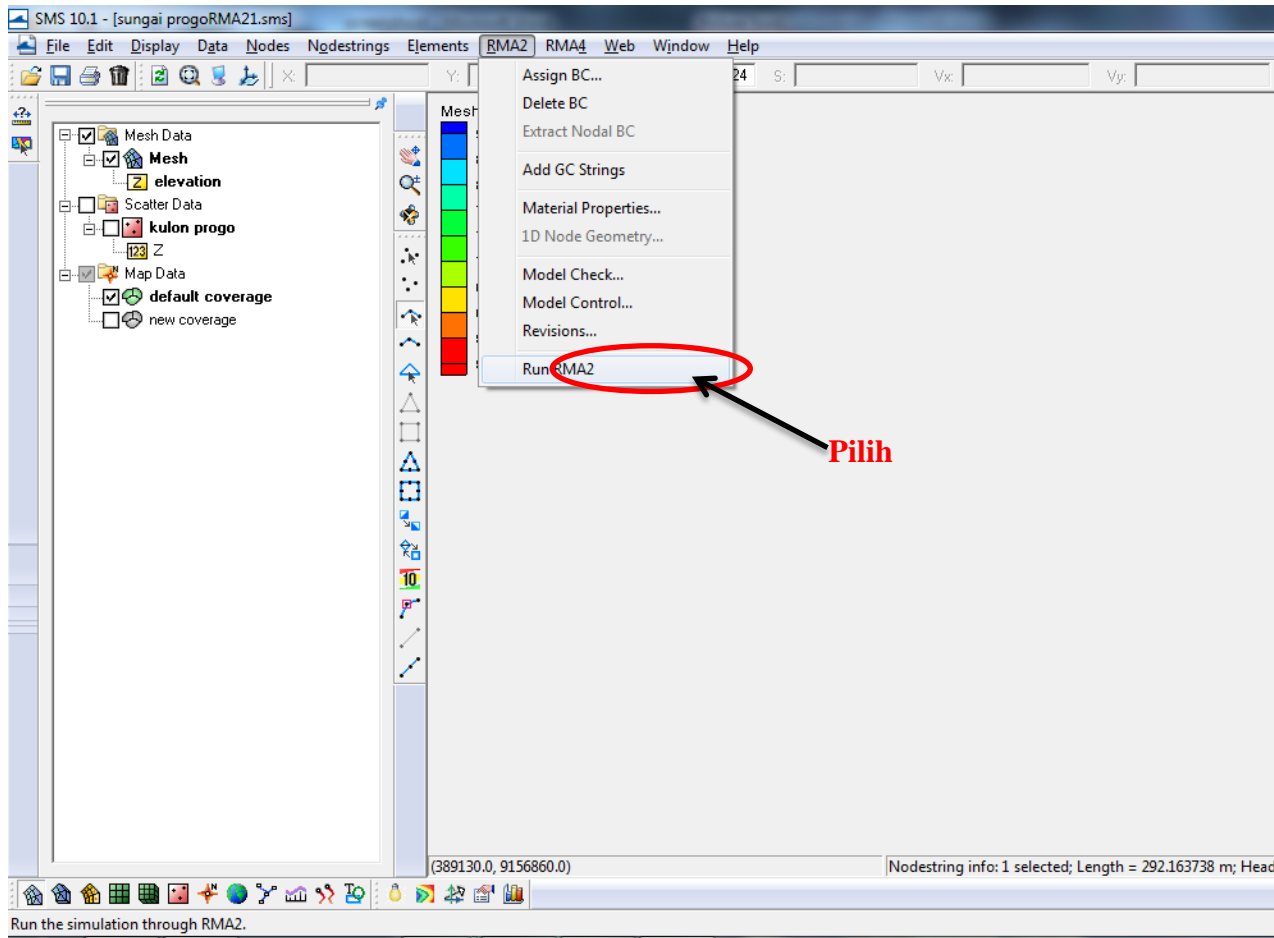 SMS 10.1 - [sungai progoRMA21.sms]
File Edit Display Data Nodes Nodestrings Elements RMA2 RMA4 Web Window Help
X: Y: 24 S: Vx: Vy:
Mesh Data
Mesh
elevation
Scatter Data
kulon progo
123 Z
Map Data
default coverage
new coverage
10
Mesh
Assign BC...
Delete BC
Extract Nodal BC
Add GC Strings
Material Properties...
1D Node Geometry...
Model Check...
Model Control...
Revisions...
Run RMA2
Pilih
(389130.0, 9156860.0) Nodestring info: 1 selected; Length = 292.163738 m; Head
Run the simulation through RMA2.